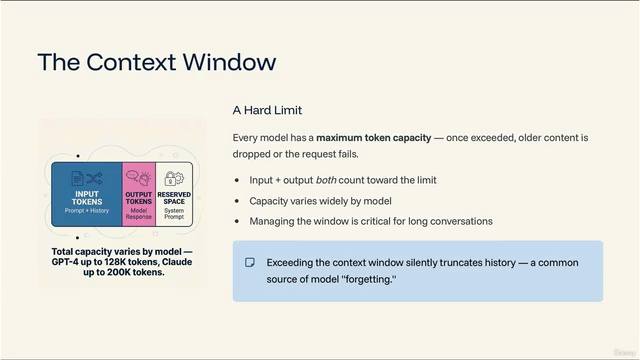 The Context Window
A Hard Limit
Every model has a maximum token capacity — once exceeded, older content is
dropped or the request fails.
• Input + output both count toward the limit
• Capacity varies widely by model
• Managing the window is critical for long conversations
Exceeding the context window silently truncates history — a common
source of model "forgetting."
INPUT
TOKENS
Prompt + History
OUTPUT
TOKENS
Model
Response
RESERVED
SPACE
System
Prompt
Total capacity varies by model —
GPT-4 up to 128K tokens, Claude
up to 200K tokens.